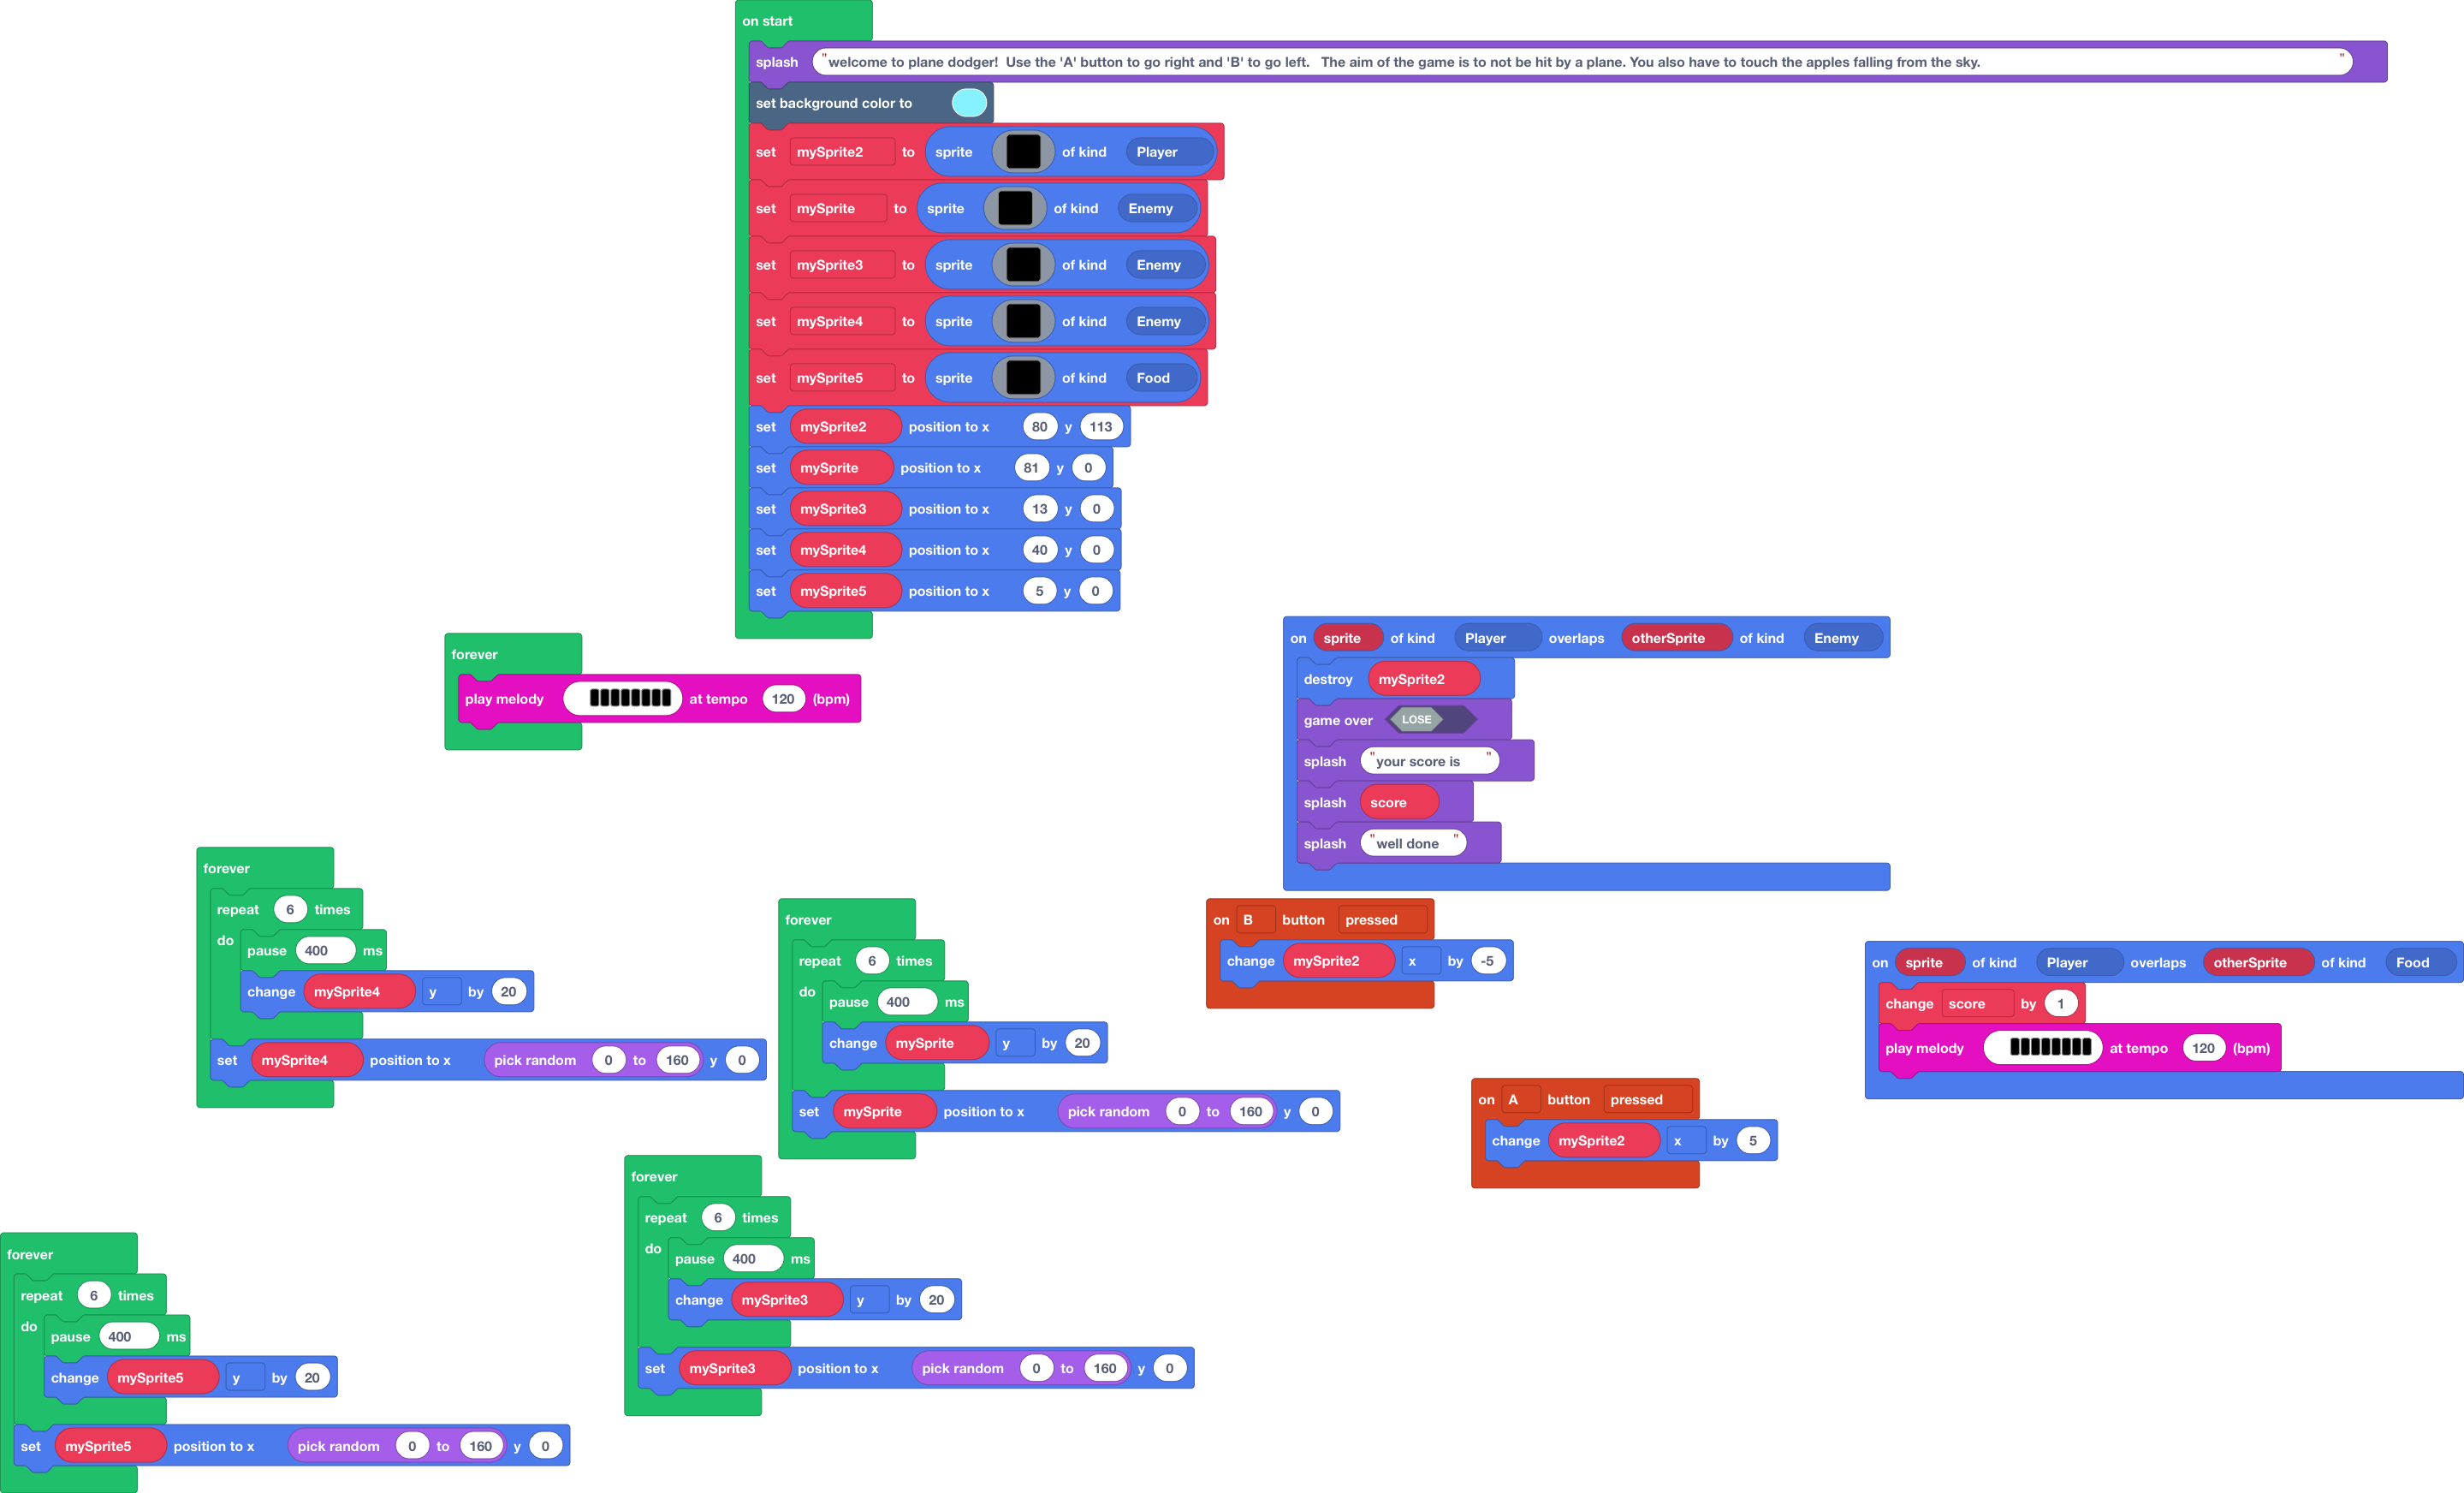 on start
splash "welcome to plane dodger!  Use the 'A' button to go right and 'B' to go left.   The aim of the game is to not be hit by a plane. You also have to touch the apples falling from the sky. "
set background color to
set mySprite2 to sprite of kind Player
set mySprite to sprite of kind Enemy
set mySprite3 to sprite of kind Enemy
set mySprite4 to sprite of kind Enemy
set mySprite5 to sprite of kind Food
set mySprite2 position to x 80 y 113
set mySprite position to x 81 y 0
set mySprite3 position to x 13 y 0
set mySprite4 position to x 40 y 0
set mySprite5 position to x 5 y 0
forever
play melody at tempo 120 (bpm)
on sprite of kind Player overlaps otherSprite of kind Enemy
destroy mySprite2
game over LOSE
splash "your score is "
splash score
splash "well done "
forever
repeat 6 times
do
pause 400 ms
change mySprite4 y by 20
set mySprite4 position to x pick random 0 to 160 y 0
forever
repeat 6 times
do
pause 400 ms
change mySprite y by 20
set mySprite position to x pick random 0 to 160 y 0
on B button pressed
change mySprite2 x by -5
on sprite of kind Player overlaps otherSprite of kind Food
change score by 1
play melody at tempo 120 (bpm)
on A button pressed
change mySprite2 x by 5
forever
repeat 6 times
do
pause 400 ms
change mySprite3 y by 20
set mySprite3 position to x pick random 0 to 160 y 0
forever
repeat 6 times
do
pause 400 ms
change mySprite5 y by 20
set mySprite5 position to x pick random 0 to 160 y 0